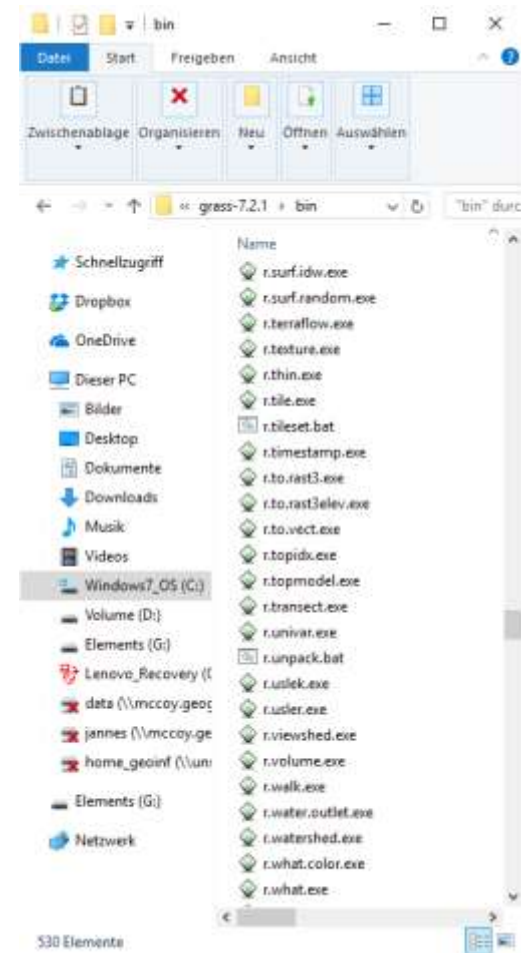 bin
Datei Start Freigeben Ansicht
Zwischenablage Organisieren Neu Öffnen Auswählen
« grass-7.2.1 › bin "bin" durc
Name
Schnellzugriff
Dropbox
OneDrive
Dieser PC
Bilder
Desktop
Dokumente
Downloads
Musik
Videos
Windows7_OS (C:)
Volume (D:)
Elements (G:)
Lenovo_Recovery (
data (\\mccoy.geog
jannes (\\mccoy.ge
home_geoinf (\\uns
Elements (G:)
Netzwerk
r.surf.idw.exe
r.surf.random.exe
r.terraflow.exe
r.texture.exe
r.thin.exe
r.tile.exe
r.tileset.bat
r.timestamp.exe
r.to.rast3.exe
r.to.rast3elev.exe
r.to.vect.exe
r.topidx.exe
r.topmodel.exe
r.transect.exe
r.univar.exe
r.unpack.bat
r.uslek.exe
r.usler.exe
r.viewshed.exe
r.volume.exe
r.walk.exe
r.water.outlet.exe
r.watershed.exe
r.what.color.exe
r.what.exe
530 Elemente